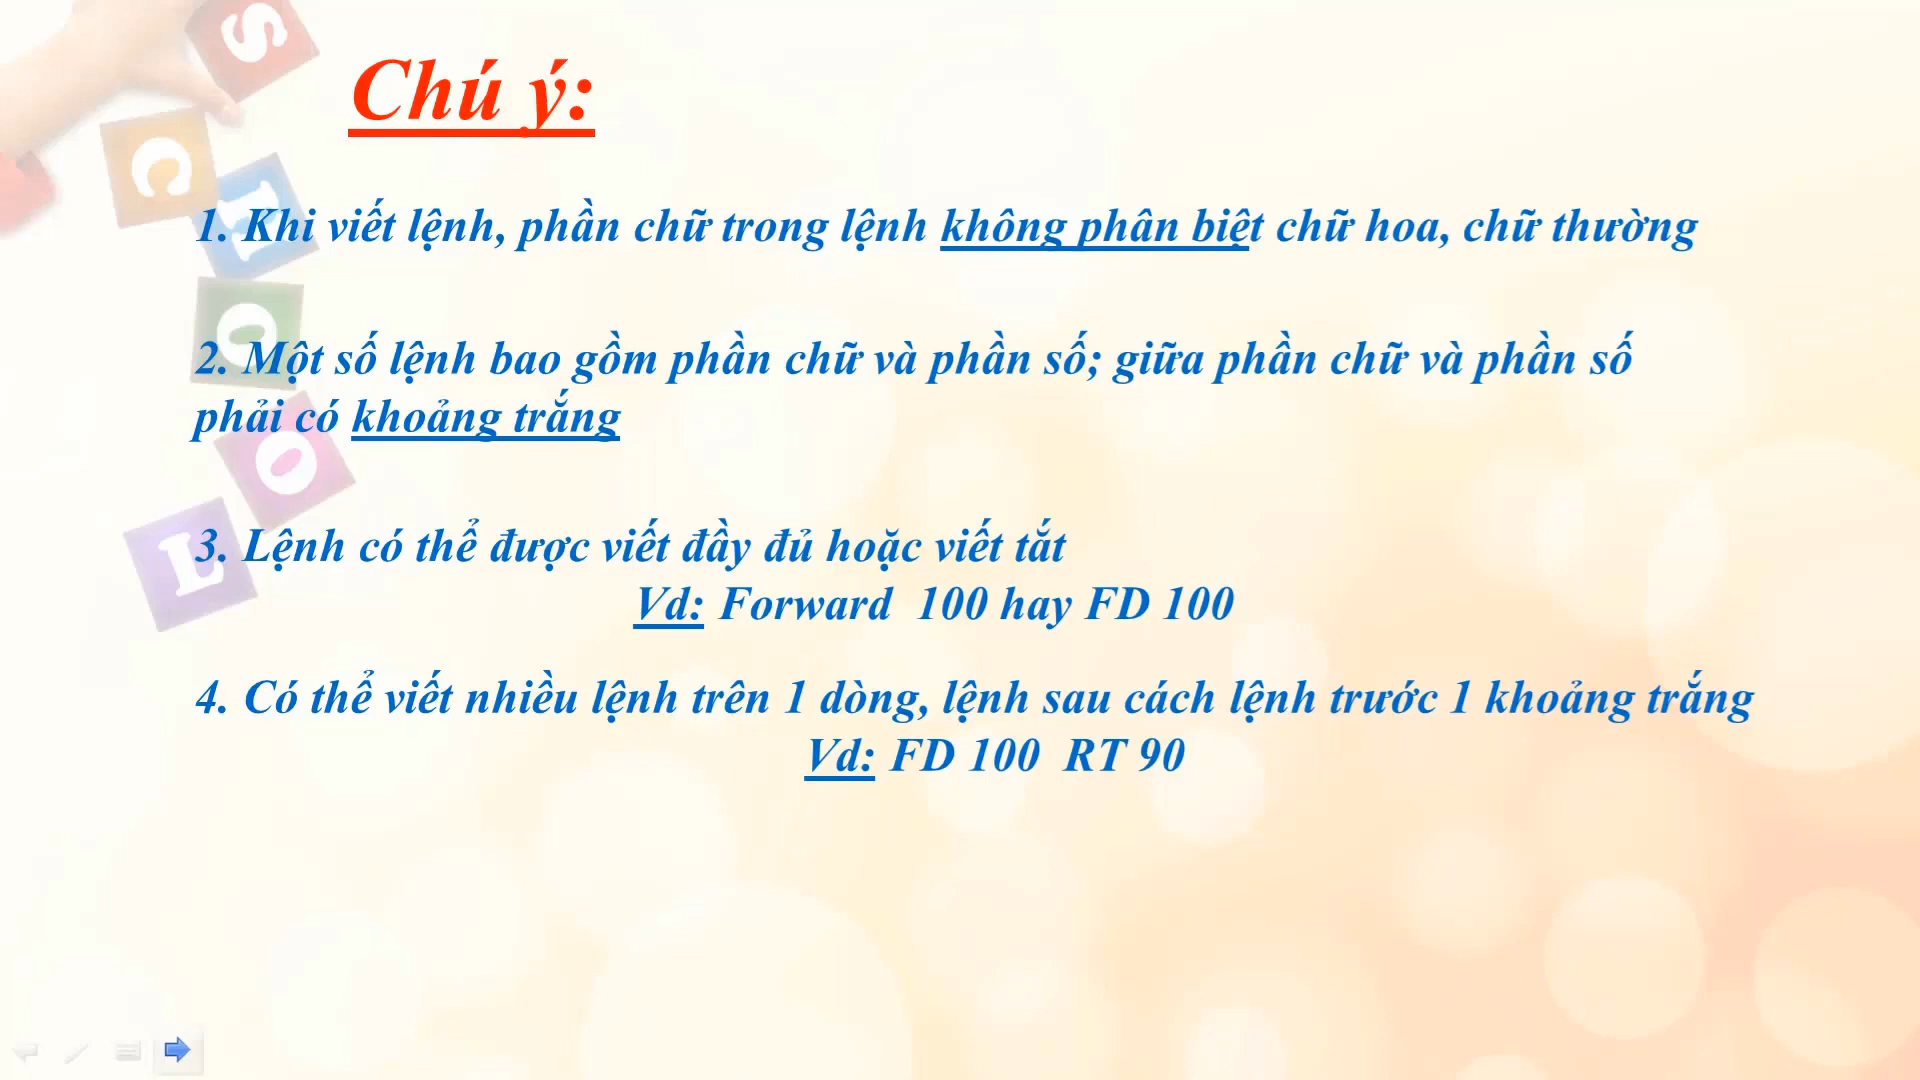 Chú ý:
1. Khi viết lệnh, phần chữ trong lệnh không phân biệt chữ hoa, chữ thường
2. Một số lệnh bao gồm phần chữ và phần số; giữa phần chữ và phần số
phải có khoảng trắng
3. Lệnh có thể được viết đầy đủ hoặc viết tắt
Vd: Forward 100 hay FD 100
4. Có thể viết nhiều lệnh trên 1 dòng, lệnh sau cách lệnh trước 1 khoảng trắng
Vd: FD 100 RT 90
S
C
H
O
O
L